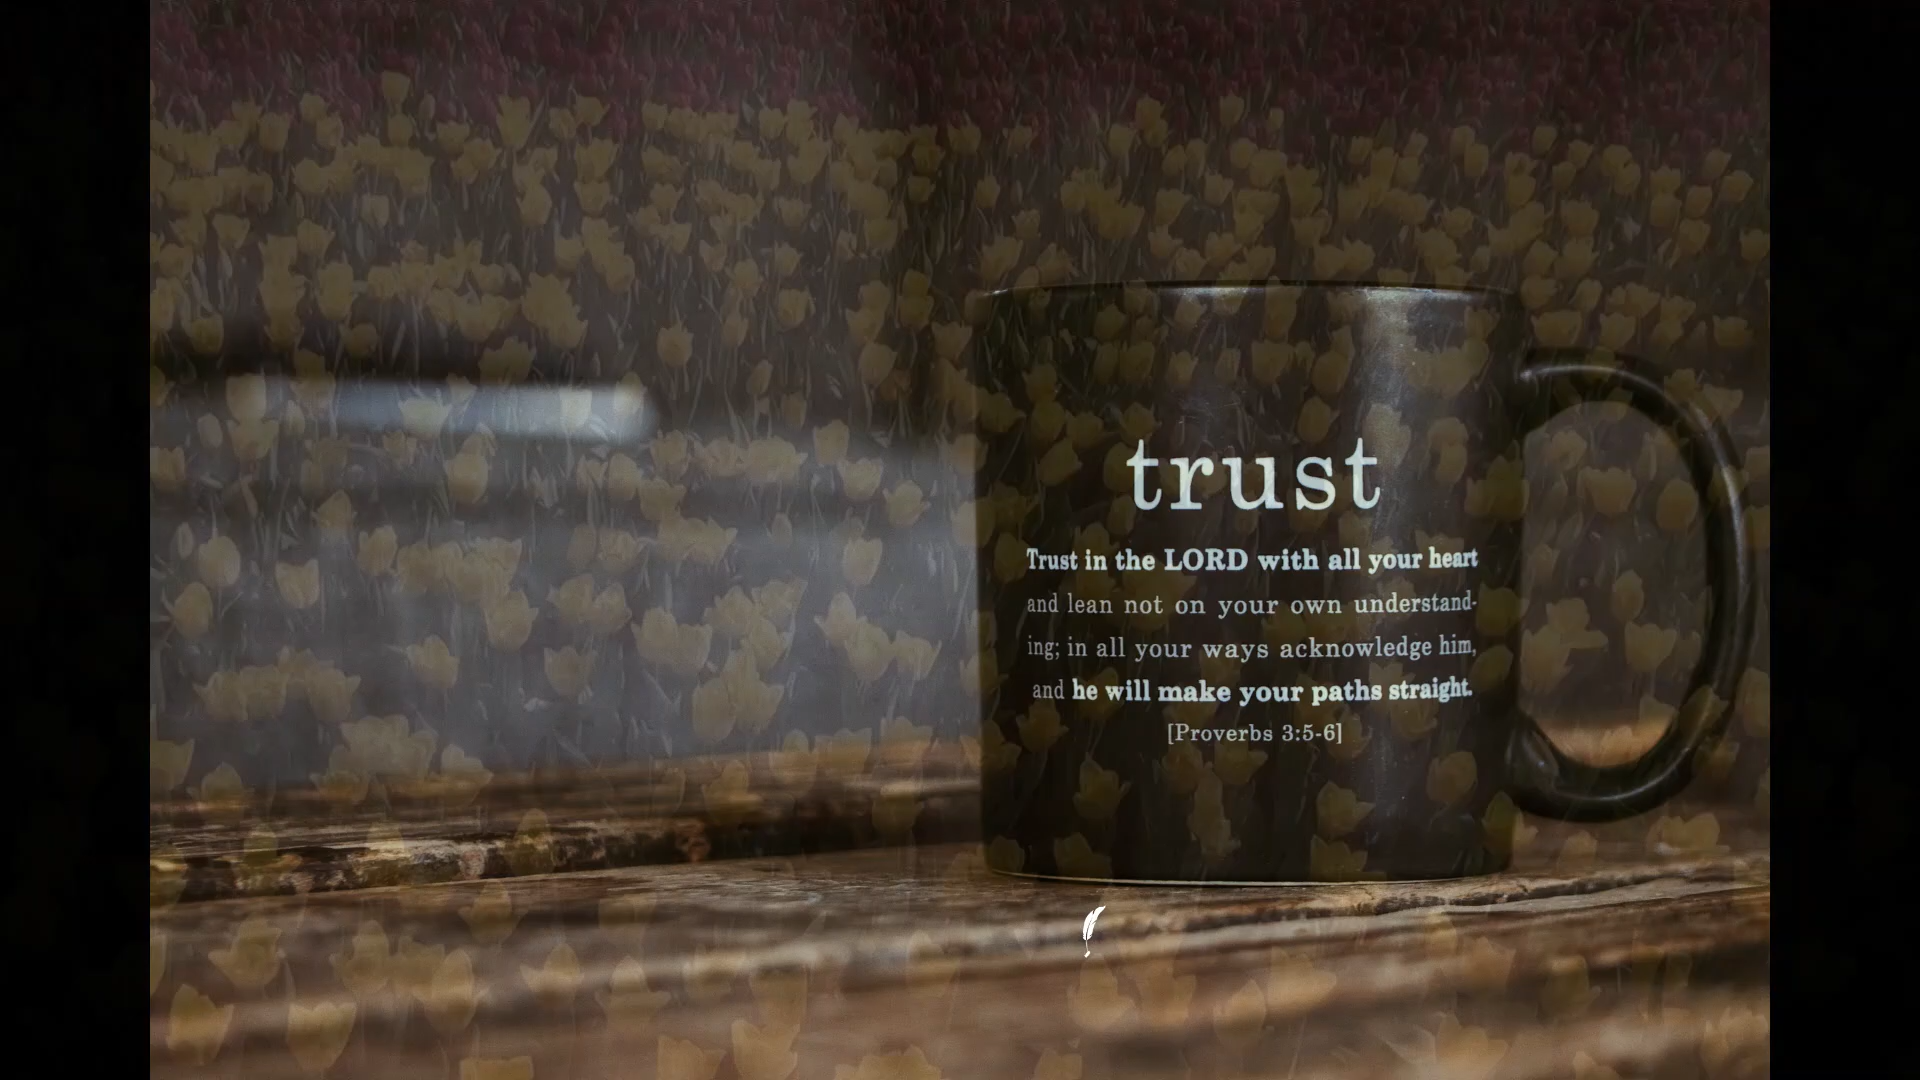 trust
Trust in the LORD with all your heart
and lean not on your own understand-
ing; in all your ways acknowledge him,
and he will make your paths straight.
[Proverbs 3:5-6]